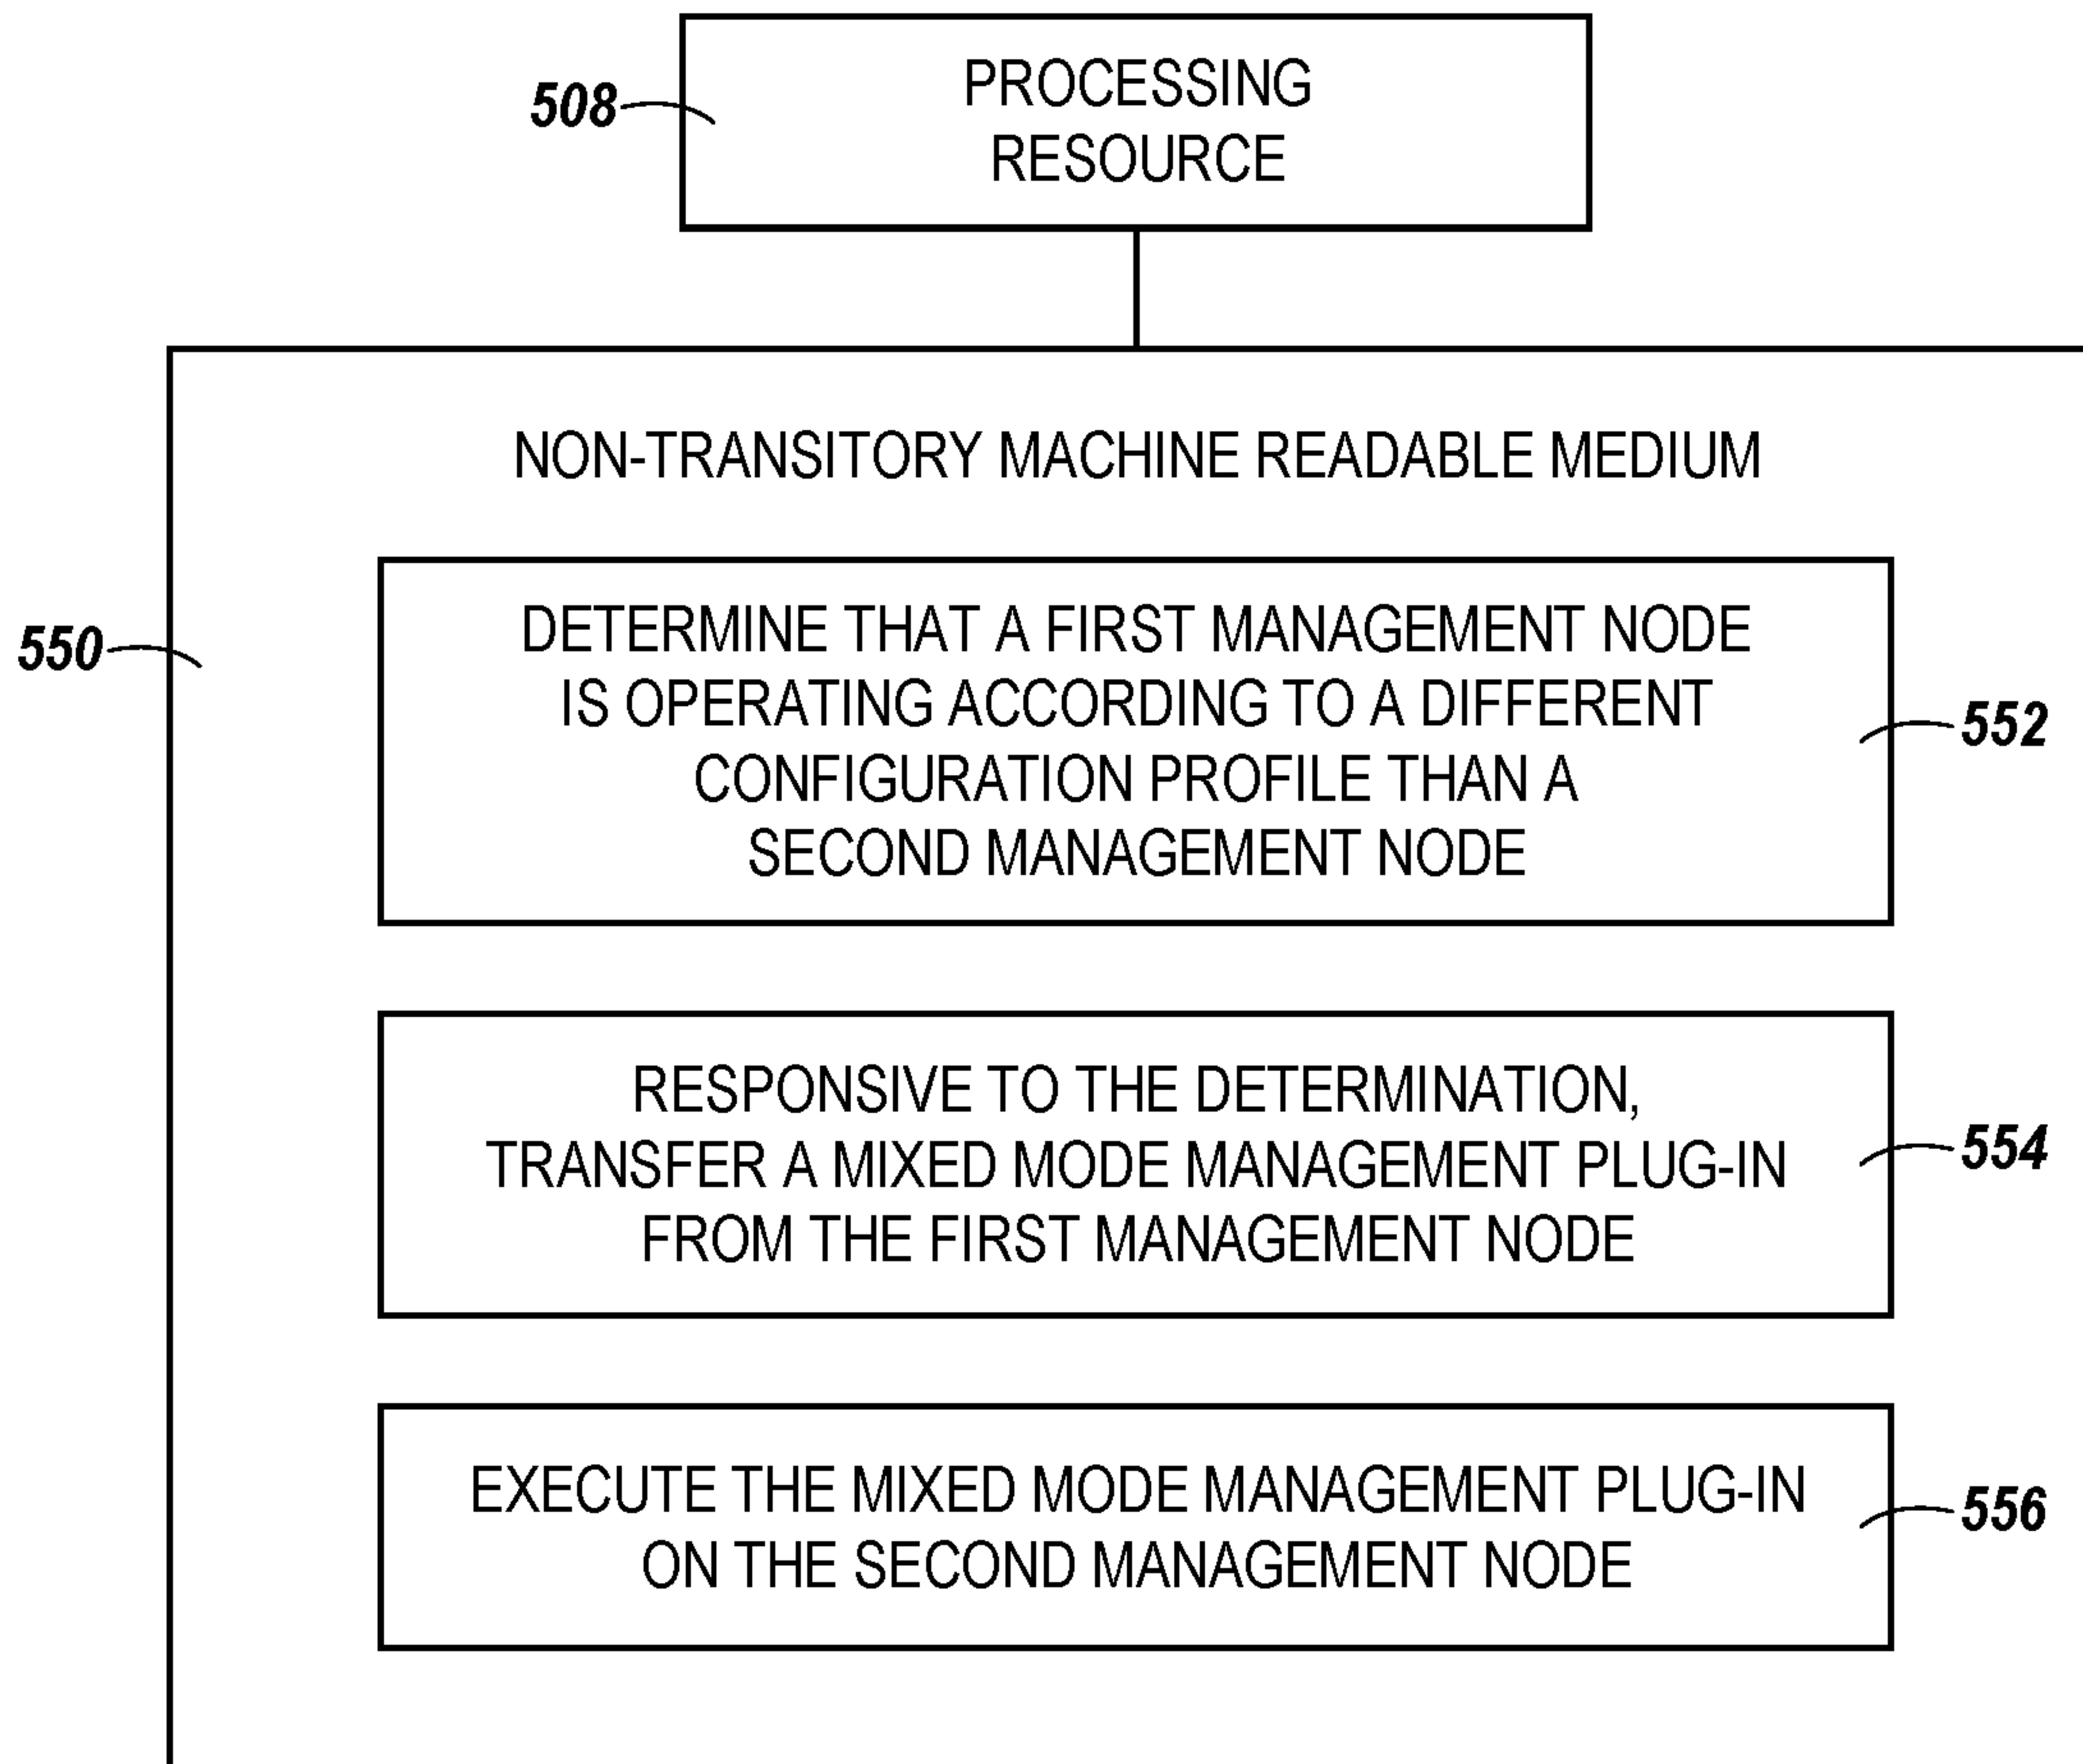 508
PROCESSING
RESOURCE
NON-TRANSITORY MACHINE READABLE MEDIUM
550
DETERMINE THAT A FIRST MANAGEMENT NODE
IS OPERATING ACCORDING TO A DIFFERENT
CONFIGURATION PROFILE THAN A
SECOND MANAGEMENT NODE
552
RESPONSIVE TO THE DETERMINATION,
TRANSFER A MIXED MODE MANAGEMENT PLUG-IN
FROM THE FIRST MANAGEMENT NODE
554
EXECUTE THE MIXED MODE MANAGEMENT PLUG-IN
ON THE SECOND MANAGEMENT NODE
556